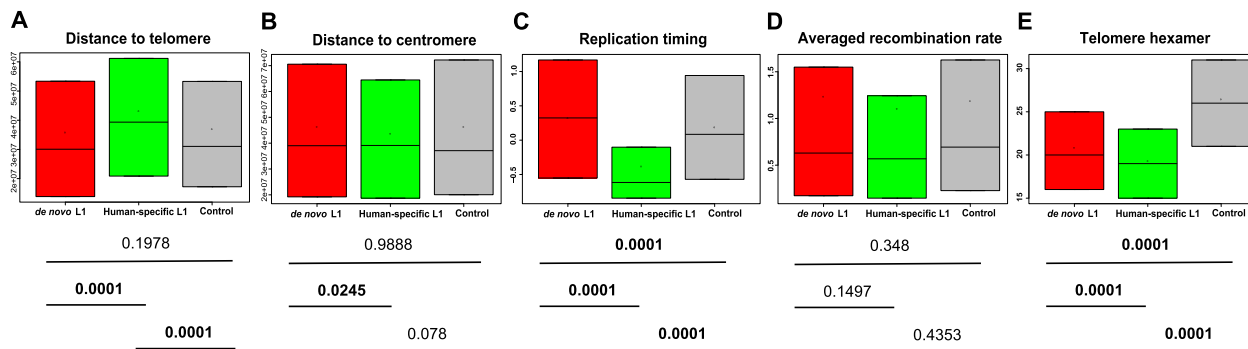 A B C D E
Distance to telomere Distance to centromere Replication timing Averaged recombination rate Telomere hexamer
2e+07 3e+07 4e+07 5e+07 6e+07
2e+07 3e+07 4e+07 5e+07 6e+07 7e+07
1.0 0.5 0.0 −0.5
1.5 1.0 0.5
30 25 20 15
de novo L1 Human-specific L1 Control de novo L1 Human-specific L1 Control de novo L1 Human-specific L1 Control de novo L1 Human-specific L1 Control de novo L1 Human-specific L1 Control
0.1978 0.9888 0.0001 0.348 0.0001
0.0001 0.0245 0.0001 0.1497 0.0001
0.0001 0.078 0.0001 0.4353 0.0001